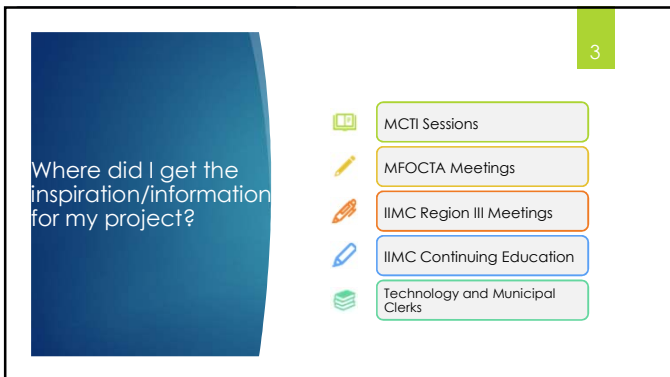 3
Where did I get the
inspiration/information
for my project?
MCTI Sessions
MFOCTA Meetings
IIMC Region III Meetings
IIMC Continuing Education
Technology and Municipal
Clerks